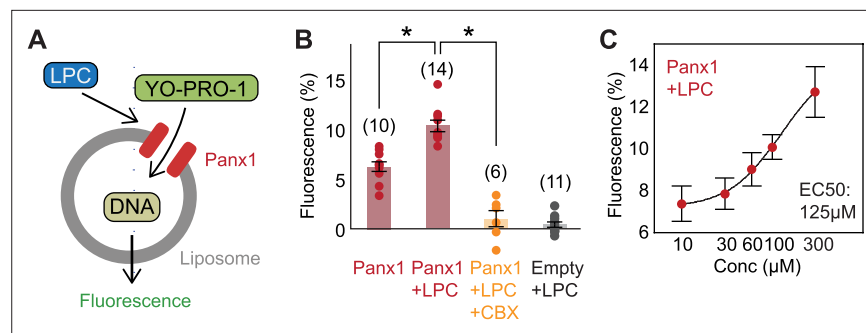 A
LPC
YO-PRO-1
Panx1
DNA
Liposome
Fluorescence
B
*
*
Fluorescence (%)
15
10
5
0
(10)
(14)
(6)
(11)
Panx1
Panx1
+LPC
Panx1
+LPC
+CBX
Empty
+LPC
C
Fluorescence (%)
14
12
10
8
6
Panx1
+LPC
EC50:
125µM
10
30
60
100
300
Conc (µM)